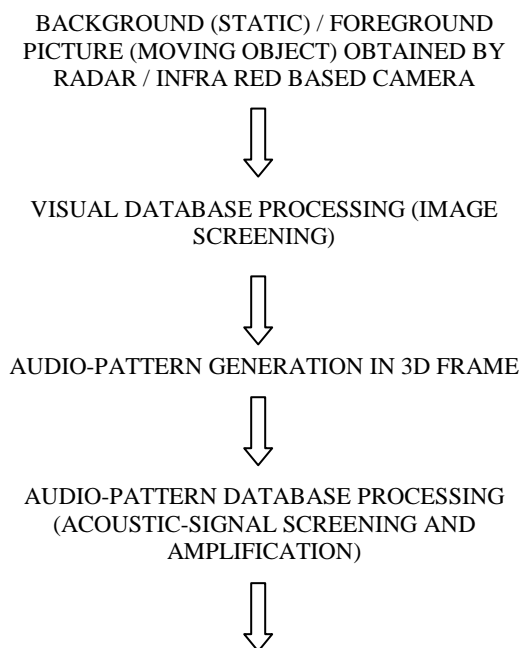 BACKGROUND (STATIC) / FOREGROUND
PICTURE (MOVING OBJECT) OBTAINED BY
RADAR / INFRA RED BASED CAMERA
VISUAL DATABASE PROCESSING (IMAGE
SCREENING)
AUDIO-PATTERN GENERATION IN 3D FRAME
AUDIO-PATTERN DATABASE PROCESSING
(ACOUSTIC-SIGNAL SCREENING AND
AMPLIFICATION)